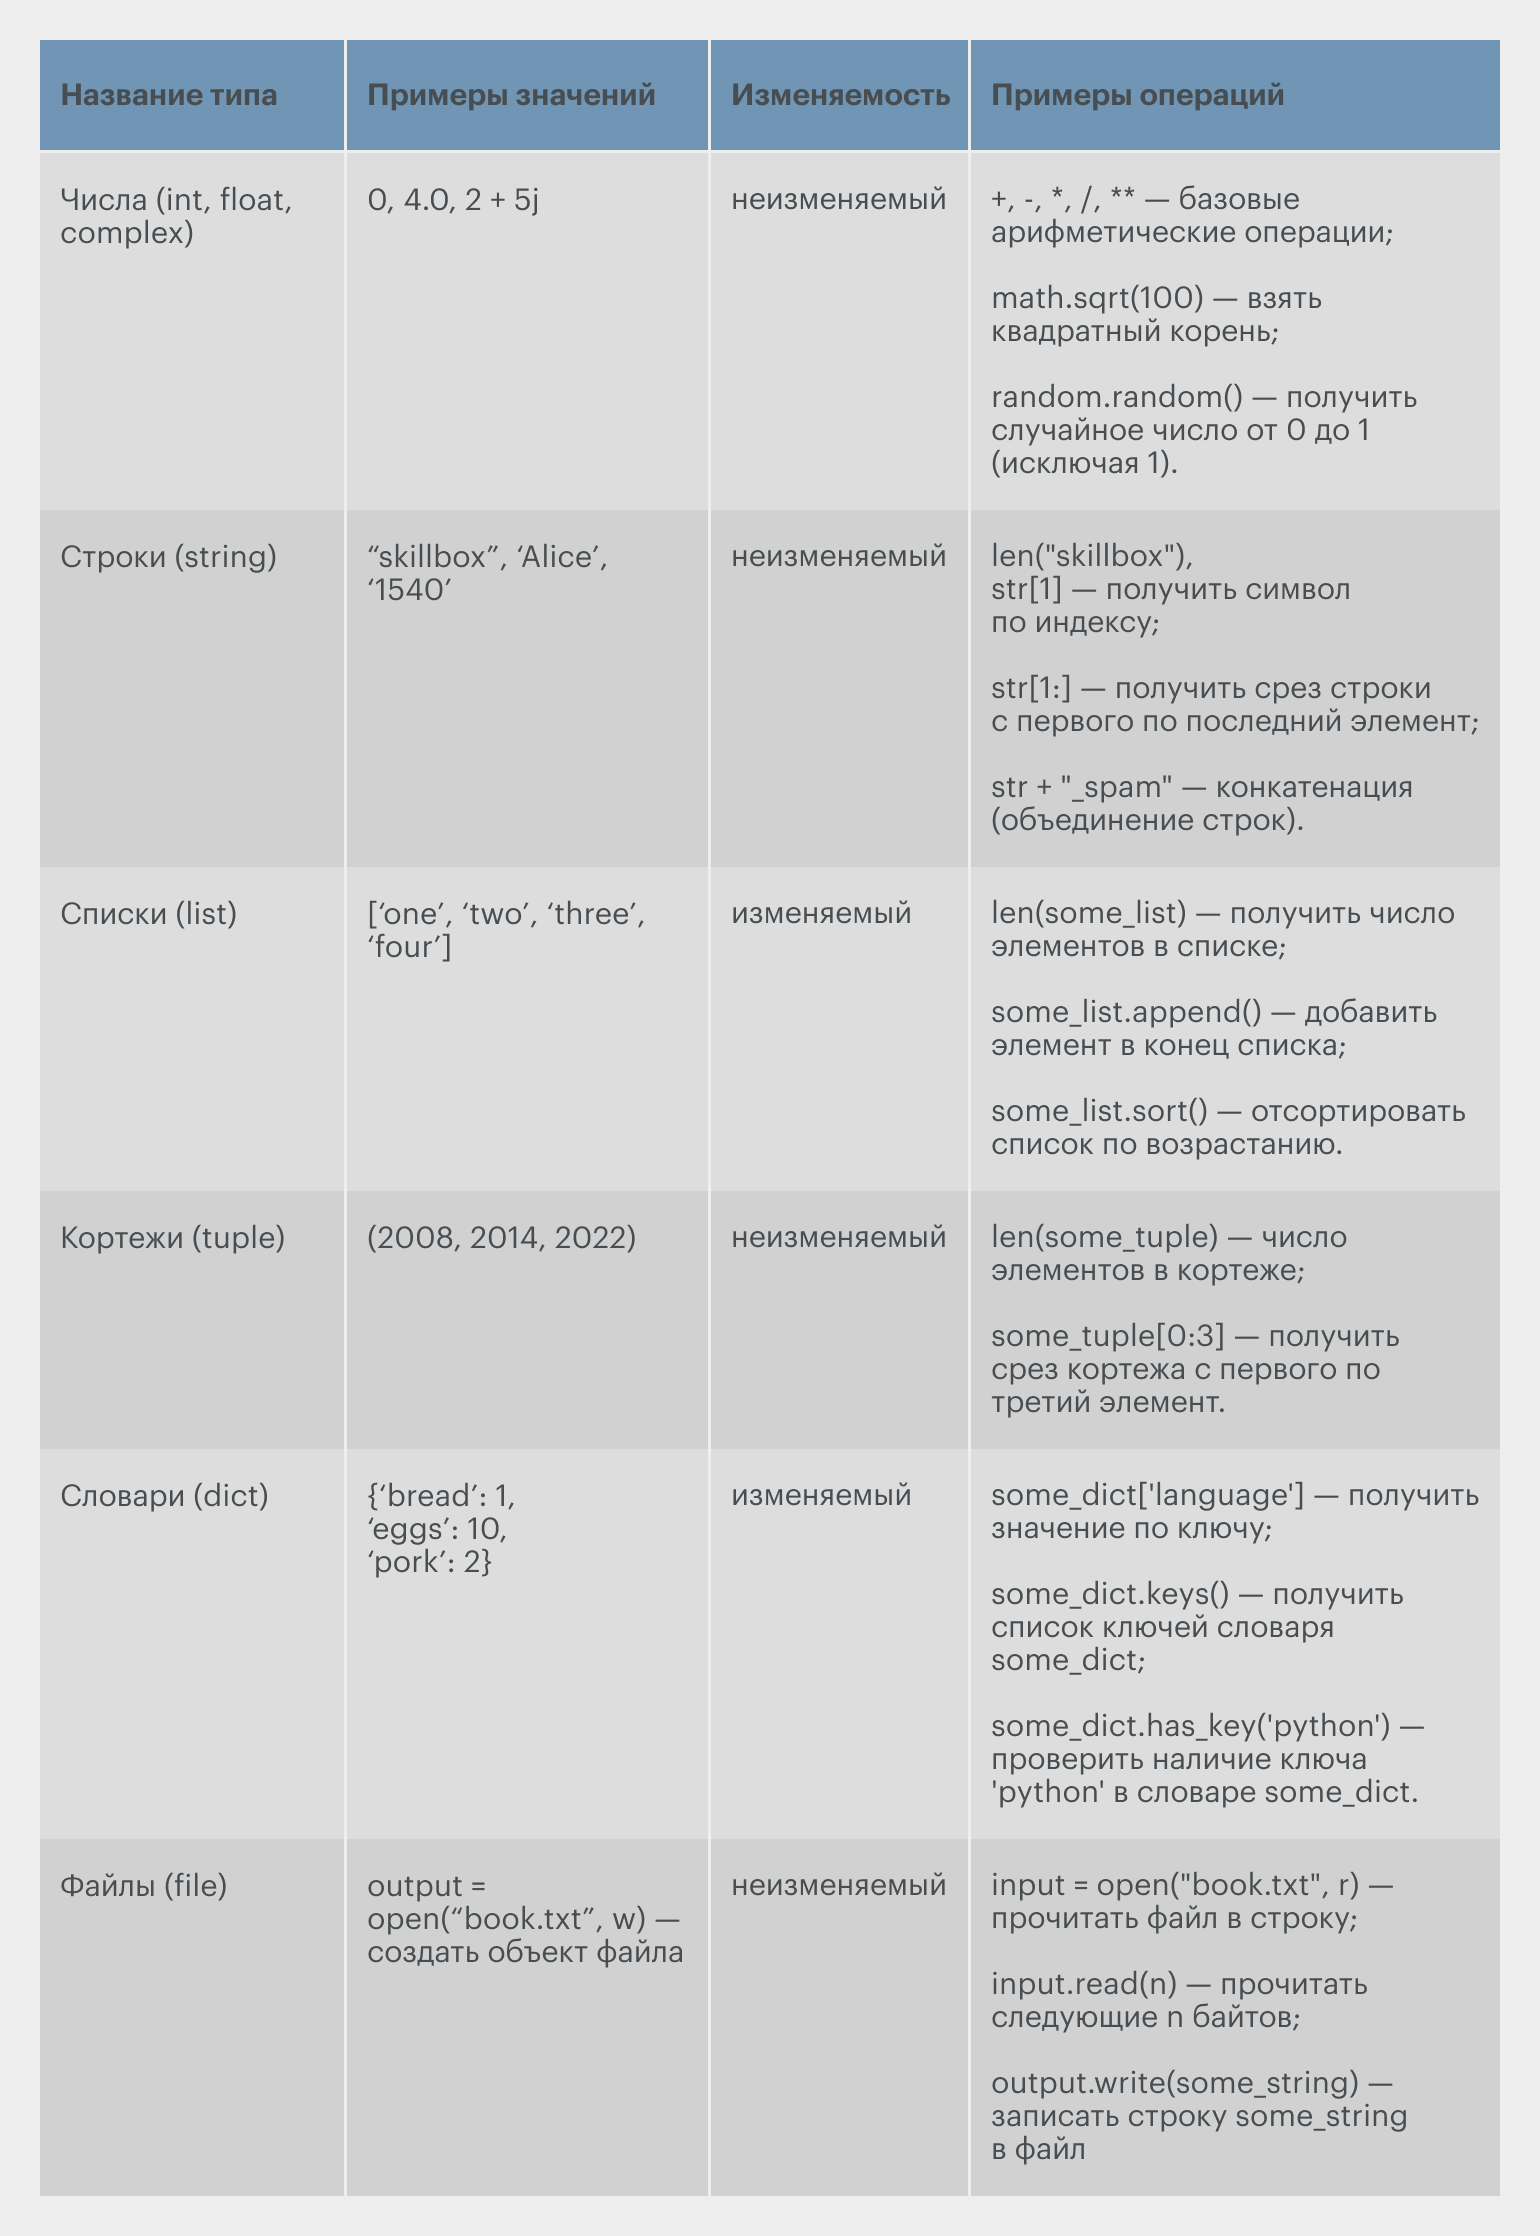 Название типа
Примеры значений
Изменяемость
Примеры операций
Числа (int, float,
complex)
0, 4.0, 2 + 5j
неизменяемый
+, -, *, /, ** — базовые
арифметические операции;
math.sqrt(100) — взять
квадратный корень;
random.random() — получить
случайное число от 0 до 1
(исключая 1).
Строки (string)
“skillbox”, ‘Alice’,
‘1540’
неизменяемый
len("skillbox"),
str[1] — получить символ
по индексу;
str[1:] — получить срез строки
с первого по последний элемент;
str + "_spam" — конкатенация
(объединение строк).
Списки (list)
[‘one’, ‘two’, ‘three’,
‘four’]
изменяемый
len(some_list) — получить число
элементов в списке;
some_list.append() — добавить
элемент в конец списка;
some_list.sort() — отсортировать
список по возрастанию.
Кортежи (tuple)
(2008, 2014, 2022)
неизменяемый
len(some_tuple) — число
элементов в кортеже;
some_tuple[0:3] — получить
срез кортежа с первого по
третий элемент.
Словари (dict)
{‘bread’: 1,
‘eggs’: 10,
‘pork’: 2}
изменяемый
some_dict['language'] — получить
значение по ключу;
some_dict.keys() — получить
список ключей словаря
some_dict;
some_dict.has_key('python') —
проверить наличие ключа
'python' в словаре some_dict.
Файлы (file)
output =
open(“book.txt”, w) —
создать объект файла
неизменяемый
input = open("book.txt", r) —
прочитать файл в строку;
input.read(n) — прочитать
следующие n байтов;
output.write(some_string) —
записать строку some_string
в файл